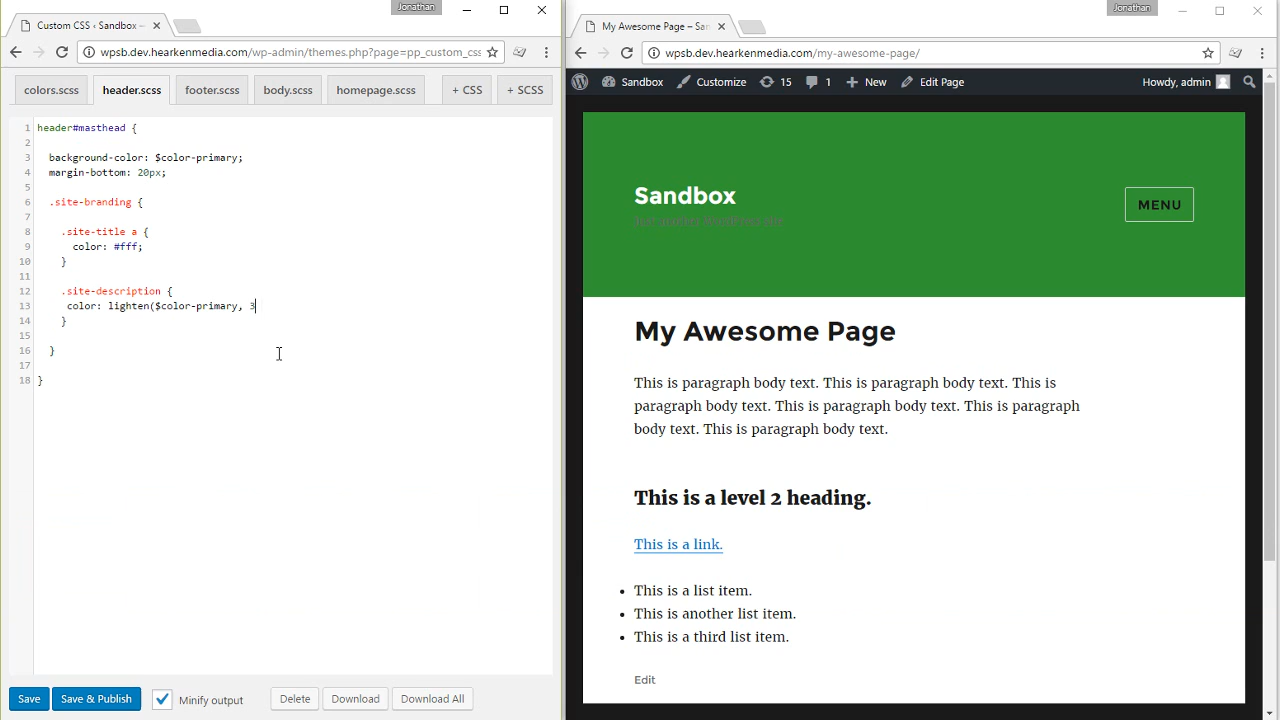 Jonathan
Custom CSS ‹ Sandbox —
wpsb.dev.hearkenmedia.com/wp-admin/themes.php?page=pp_custom_css
colors.scss header.scss footer.scss body.scss homepage.scss + CSS + SCSS
1 header#masthead {
2
3 background-color: $color-primary;
4 margin-bottom: 20px;
5
6 .site-branding {
7
8 .site-title a {
9 color: #fff;
10 }
11
12 .site-description {
13 color: lighten($color-primary, 3
14 }
15
16 }
17
18 }
Save Save & Publish Minify output Delete Download Download All
Jonathan
My Awesome Page – San
wpsb.dev.hearkenmedia.com/my-awesome-page/
Sandbox Customize 15 1 New Edit Page Howdy, admin
Sandbox
MENU
My Awesome Page
This is paragraph body text. This is paragraph body text. This is
paragraph body text. This is paragraph body text. This is paragraph
body text. This is paragraph body text.
This is a level 2 heading.
This is a link.
• This is a list item.
• This is another list item.
• This is a third list item.
Edit